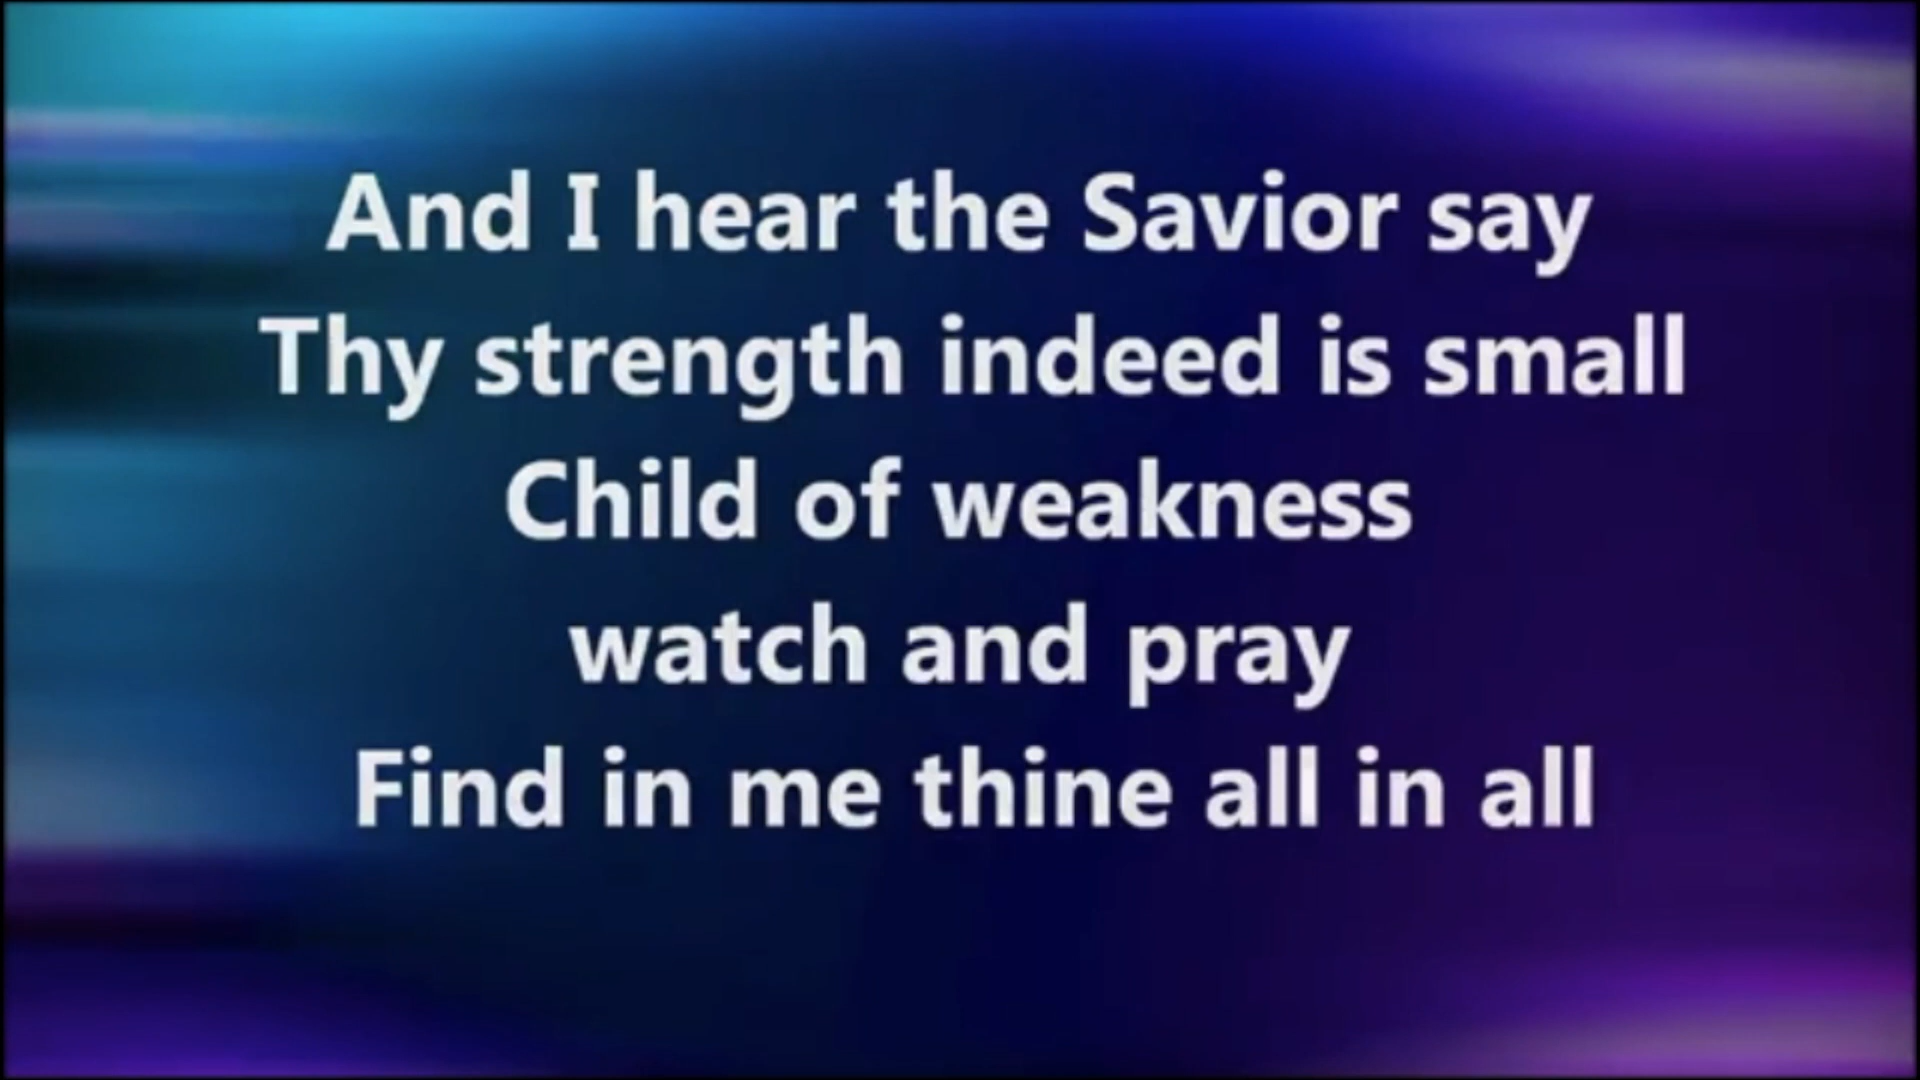 And I hear the Savior say
Thy strength indeed is small
Child of weakness
watch and pray
Find in me thine all in all